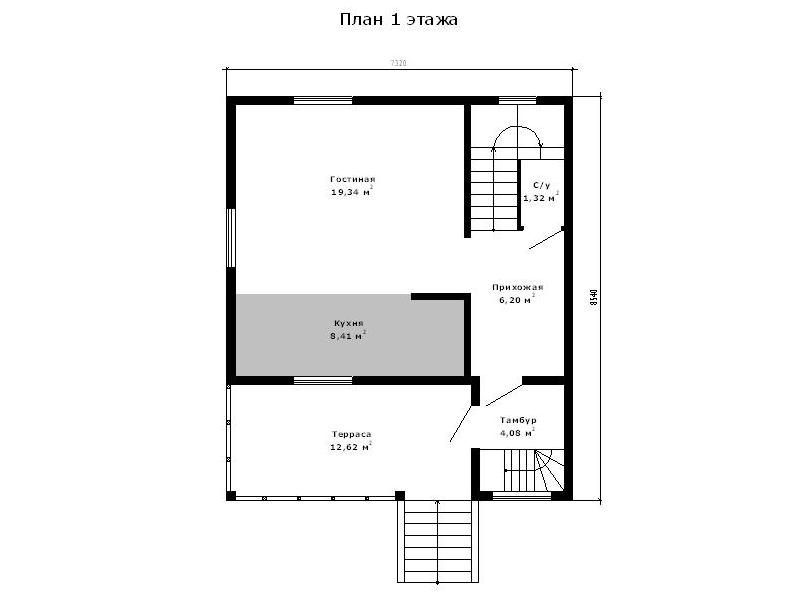 План 1 этажа
7320
Гостиная
19,34 м²
С/у
1,32 м²
Прихожая
6,20 м²
8540
Кухня
8,41 м²
Терраса
12,62 м²
Тамбур
4,08 м²